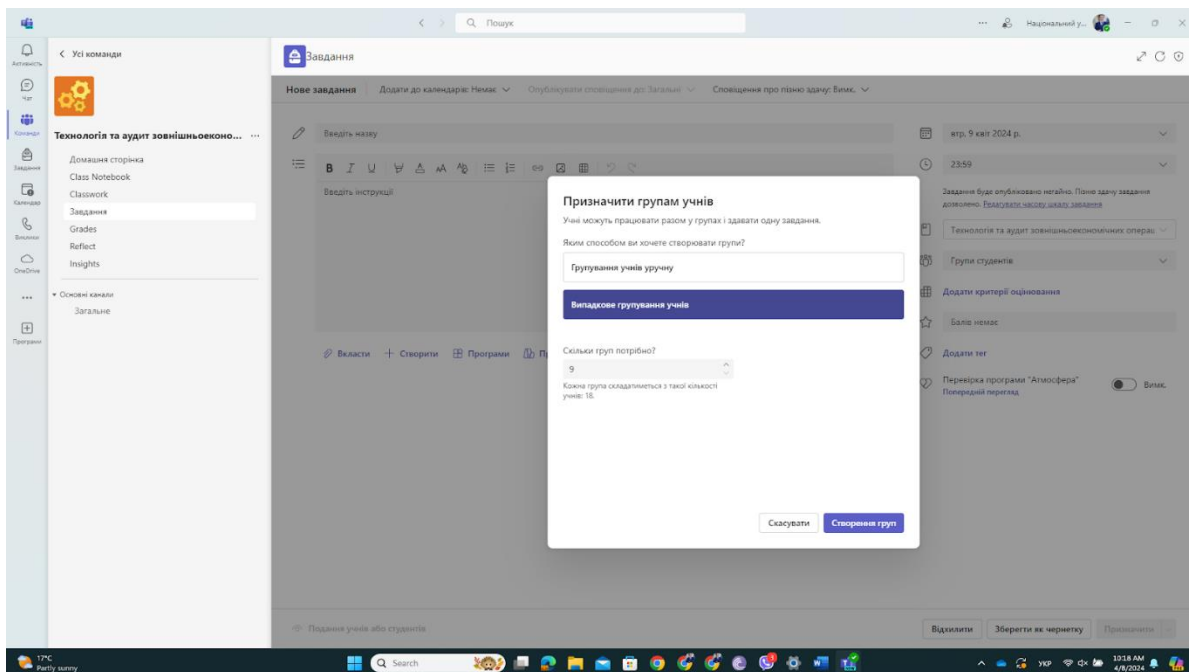 Пошук
Національний у...
Активність
Чат
Команди
Завдання
Календар
Виклики
OneDrive
Програми
Усі команди
Технологія та аудит зовнішньоеконо... ...
Домашня сторінка
Class Notebook
Classwork
Завдання
Grades
Reflect
Insights
Основні канали
Загальне
Завдання
Нове завдання Додати до календаря: Немає Опублікувати сповіщення до: Загальні Сповіщення про пізню здачу: Вимк.
Введіть назву
Введіть інструкції
Вкласти Створити Програми
Призначити групам учнів
Учні можуть працювати разом у групах і здавати одну завдання.
Яким способом ви хочете створювати групи?
Групування учнів уручну
Випадкове групування учнів
Скільки груп потрібно?
9
Кожна група складатиметься з такої кількості
учнів: 18.
Скасувати Створення груп
втр, 9 квіт 2024 р.
23:59
Завдання буде опубліковано негайно. Пізню здачу завдання
дозволено. Редагувати часову шкалу завдання
Технологія та аудит зовнішньоекономічних операц
Групи студентів
Додати критерії оцінювання
Балів немає
Додати тег
Перевірка програми "Атмосфера" Вимк.
Попередній перегляд
Подання учнів або студентів
Відхилити Зберегти як чернетку Призначити
17°C
Partly sunny
Search
УКР
10:18 AM
4/8/2024